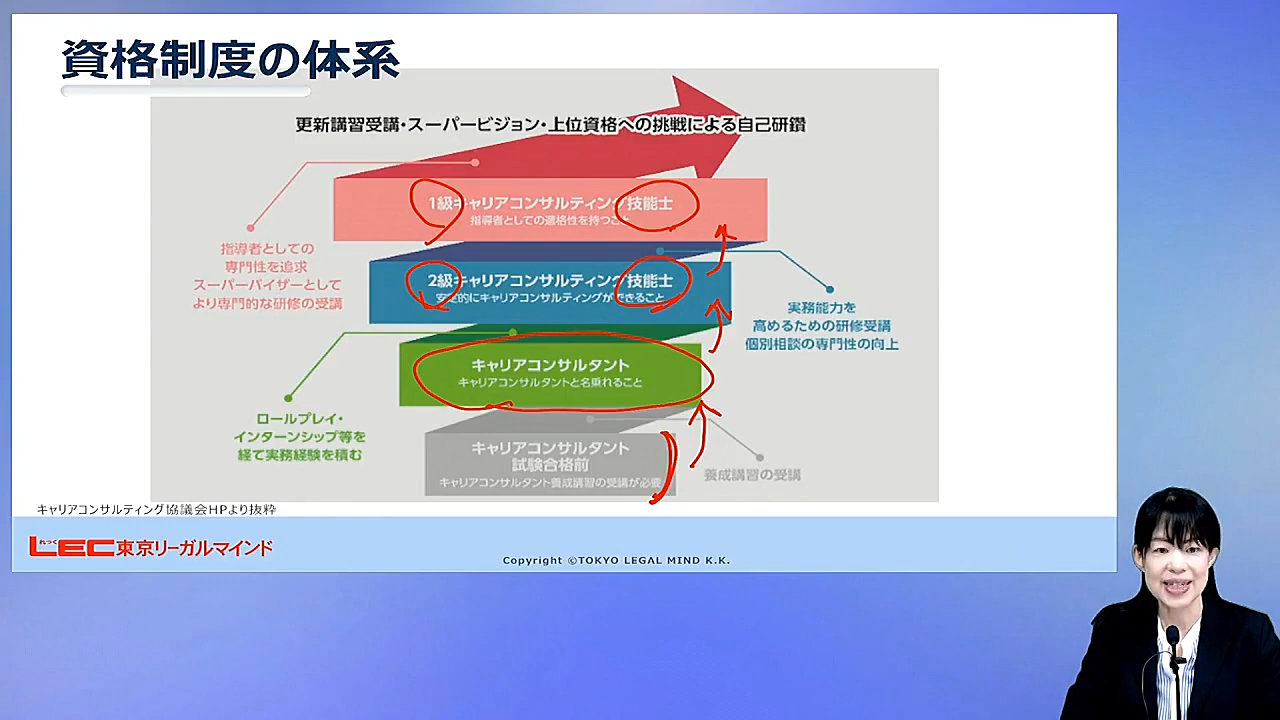 資格制度の体系
更新講習受講・スーパービジョン・上位資格への挑戦による自己研鑽
1級キャリアコンサルティング技能士
指導者としての適格性を持つこと
指導者としての
専門性を追求
スーパーバイザーとして
より専門的な研修の受講
2級キャリアコンサルティング技能士
安定的にキャリアコンサルティングができること
実務能力を
高めるための研修受講
個別相談の専門性の向上
キャリアコンサルタント
キャリアコンサルタントと名乗れること
ロールプレイ・
インターンシップ等を
経て実務経験を積む
キャリアコンサルタント
試験合格前
キャリアコンサルタント養成講習の受講が必要
養成講習の受講
キャリアコンサルティング協議会HPより抜粋
れっく
LEC東京リーガルマインド
Copyright ©TOKYO LEGAL MIND K.K.